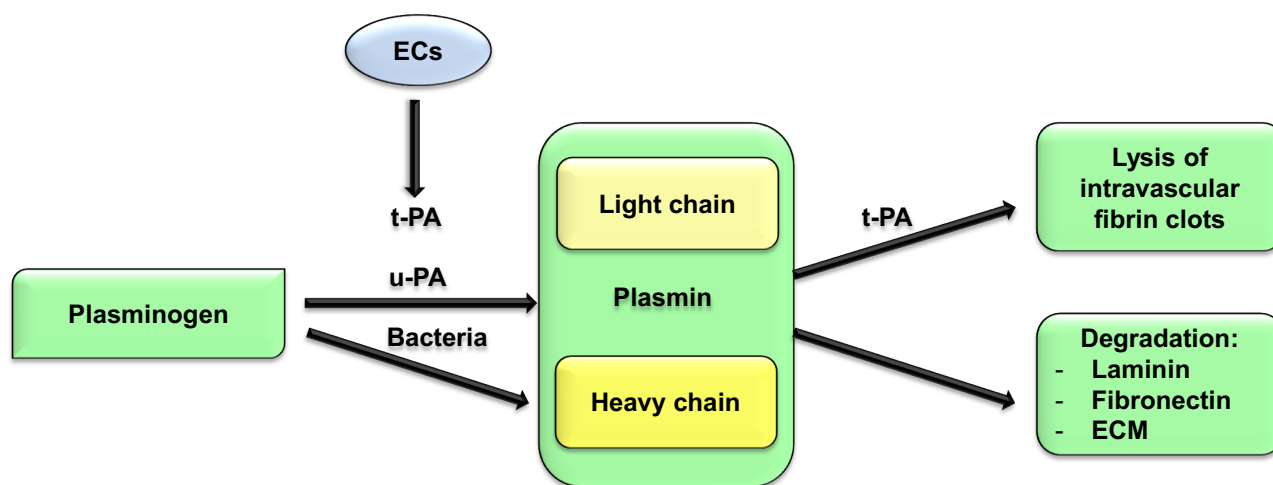 ECs
t-PA
u-PA
Plasminogen
Bacteria
Light chain
Plasmin
Heavy chain
t-PA
Lysis of
intravascular
fibrin clots
Degradation:
- Laminin
- Fibronectin
- ECM